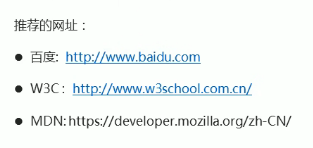 推荐的网址：
● 百度: http://www.baidu.com
● W3C : http://www.w3school.com.cn/
● MDN: https://developer.mozilla.org/zh-CN/